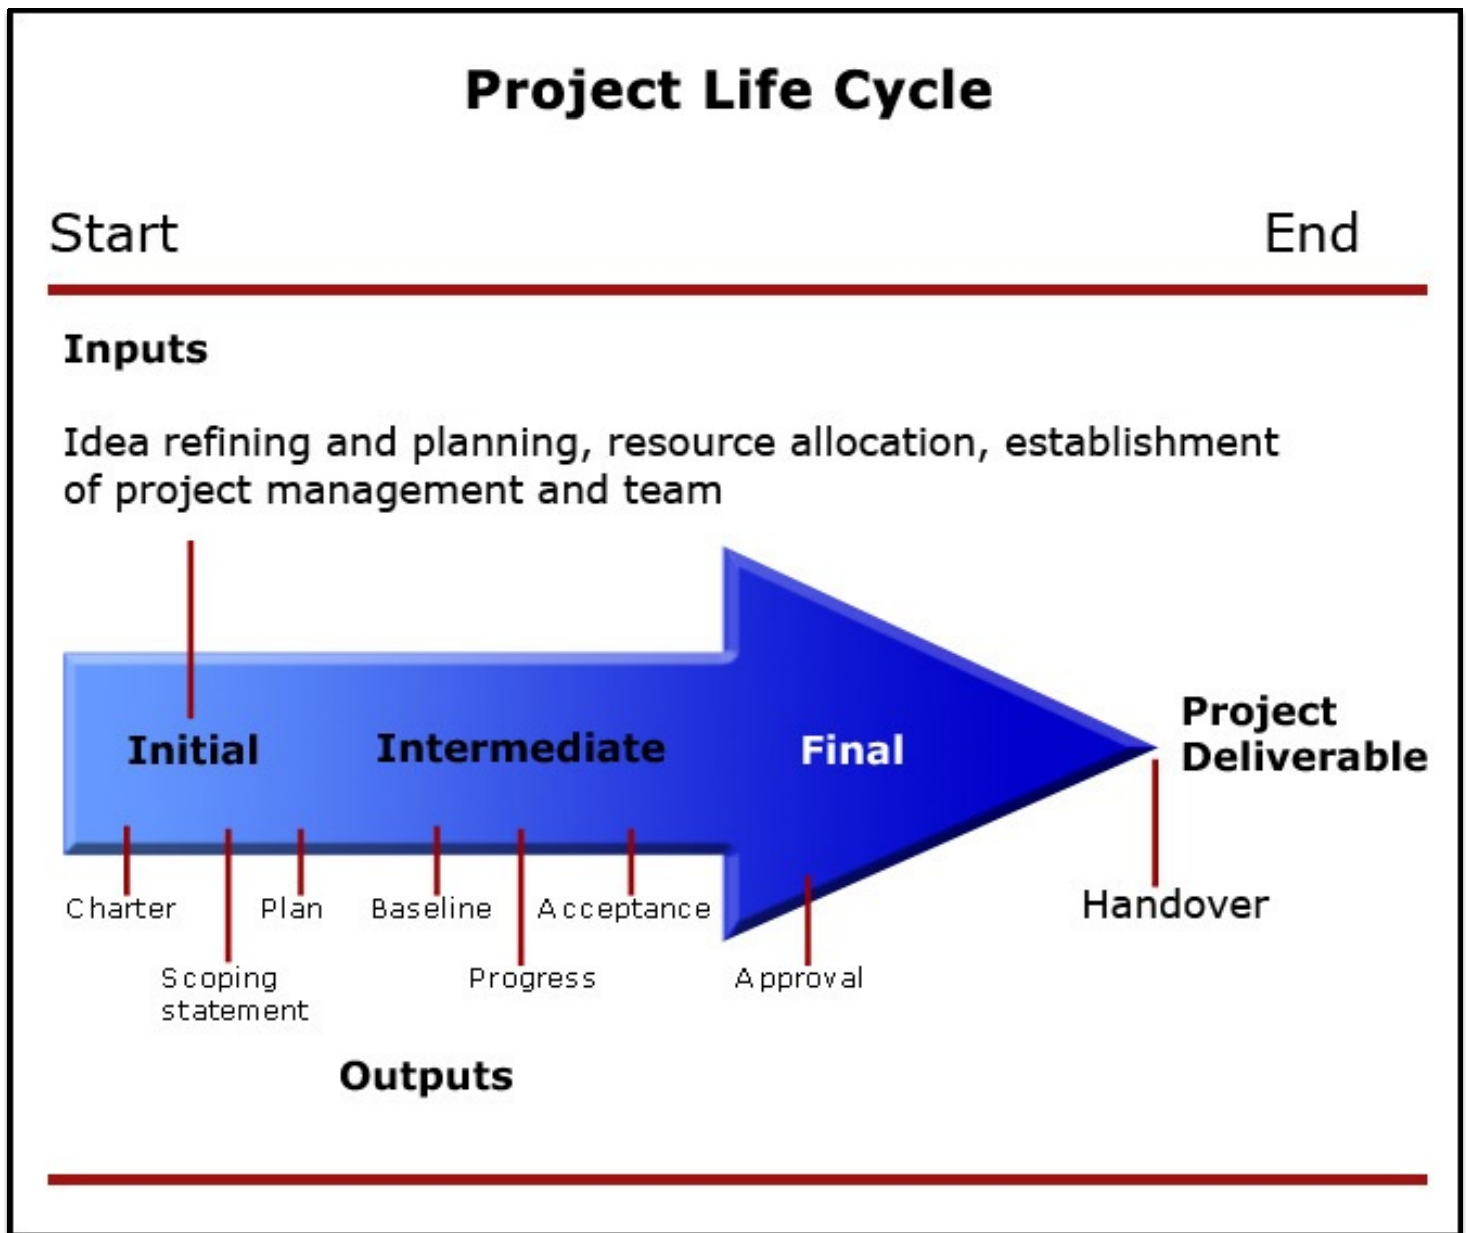 Project Life Cycle
Start
End
Inputs
Idea refining and planning, resource allocation, establishment
of project management and team
Initial
Intermediate
Final
Project
Deliverable
Charter
Plan
Baseline
Acceptance
Handover
Scoping
statement
Progress
Approval
Outputs